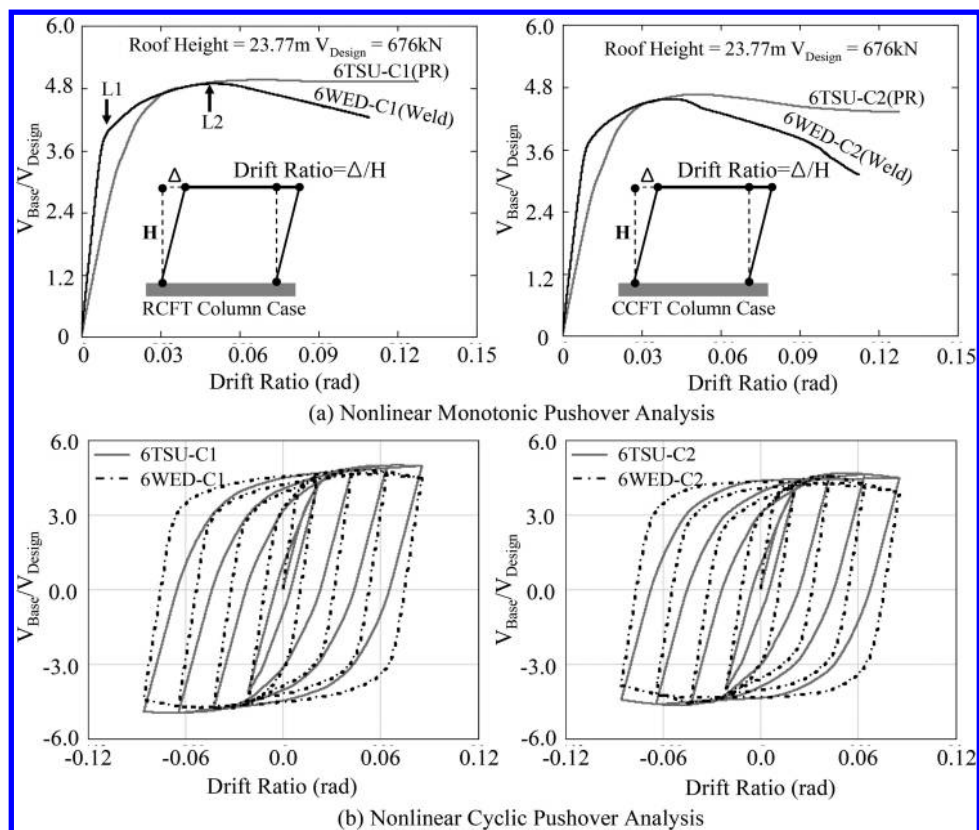 6.0
4.8
3.6
2.4
1.2
0
V_Base/V_Design
Roof Height = 23.77m V_Design = 676kN
6TSU-C1(PR)
6WED-C1(Weld)
L1
L2
Δ
Drift Ratio=Δ/H
H
RCFT Column Case
0 0.03 0.06 0.09 0.12 0.15
Drift Ratio (rad)
6.0
4.8
3.6
2.4
1.2
0
V_Base/V_Design
Roof Height = 23.77m V_Design = 676kN
6TSU-C2(PR)
6WED-C2(Weld)
Δ
Drift Ratio=Δ/H
H
CCFT Column Case
0 0.03 0.06 0.09 0.12 0.15
Drift Ratio (rad)
(a) Nonlinear Monotonic Pushover Analysis
6.0
3.0
0.0
-3.0
-6.0
V_Base/V_Design
6TSU-C1
6WED-C1
-0.12 -0.06 0.0 0.06 0.12
Drift Ratio (rad)
6.0
3.0
0.0
-3.0
-6.0
V_Base/V_Design
6TSU-C2
6WED-C2
-0.12 -0.06 0.0 0.06 0.12
Drift Ratio (rad)
(b) Nonlinear Cyclic Pushover Analysis